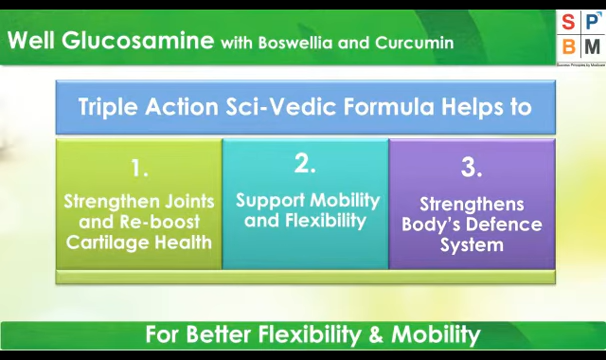 Well Glucosamine with Boswellia and Curcumin
S P
B M
Triple Action Sci-Vedic Formula Helps to
1.
Strengthen Joints
and Re-boost
Cartilage Health
2.
Support Mobility
and Flexibility
3.
Strengthens
Body's Defence
System
For Better Flexibility & Mobility